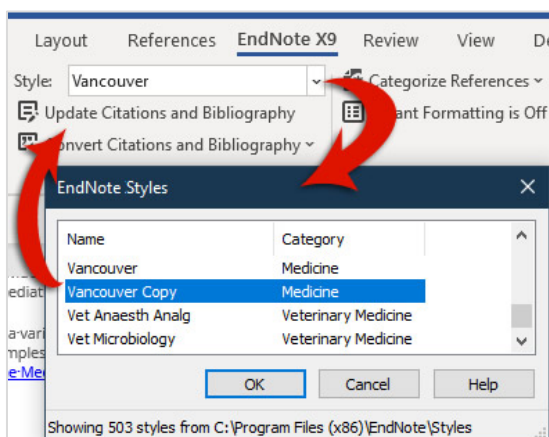 Layout References EndNote X9 Review View
Style: Vancouver Categorize References
Update Citations and Bibliography Formatting is Off
Convert Citations and Bibliography
EndNote Styles
Name Category
Vancouver Medicine
Vancouver Copy Medicine
Vet Anaesth Analg Veterinary Medicine
Vet Microbiology Veterinary Medicine
OK Cancel Help
Showing 503 styles from C:\Program Files (x86)\EndNote\Styles